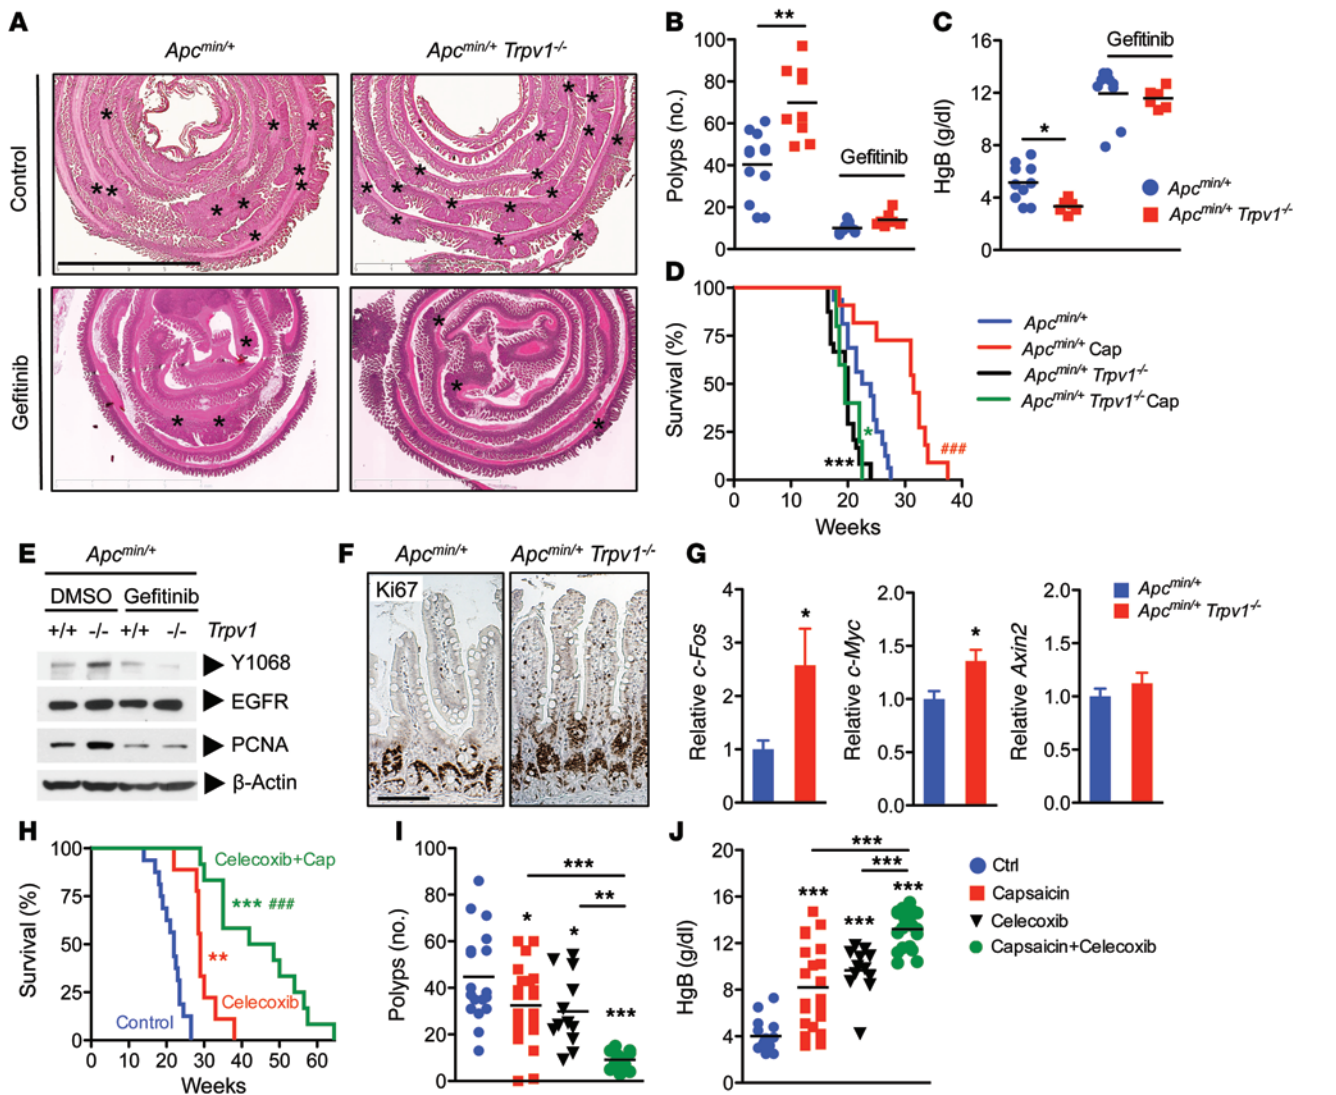 A
Apcmin/+
Apcmin/+ Trpv1-/-
Control
* * * * * * * * * * *
* * * * * * * * * * * * * * *
Gefitinib
* * *
* * *
B
**
Polyps (no.)
100
80
60
40
20
0
Gefitinib
C
HgB (g/dl)
16
12
8
4
0
Gefitinib
*
Apcmin/+
Apcmin/+ Trpv1-/-
D
Survival (%)
100
75
50
25
0
0 10 20 30 40
Weeks
***
*
###
Apcmin/+
Apcmin/+ Cap
Apcmin/+ Trpv1-/-
Apcmin/+ Trpv1-/- Cap
E
Apcmin/+
DMSO Gefitinib
+/+ -/- +/+ -/- Trpv1
Y1068
EGFR
PCNA
β-Actin
F
Apcmin/+ Apcmin/+ Trpv1-/-
Ki67
G
Relative c-Fos
4
3
2
1
0
*
Relative c-Myc
2.0
1.5
1.0
0.5
0.0
*
Relative Axin2
2.0
1.5
1.0
0.5
0.0
Apcmin/+
Apcmin/+ Trpv1-/-
H
Survival (%)
100
75
50
25
0
0 10 20 30 40 50 60
Weeks
Celecoxib+Cap
*** ###
**
Celecoxib
Control
I
Polyps (no.)
100
80
60
40
20
0
***
**
*
*
***
J
HgB (g/dl)
20
16
12
8
4
0
***
***
***
***
***
Ctrl
Capsaicin
Celecoxib
Capsaicin+Celecoxib